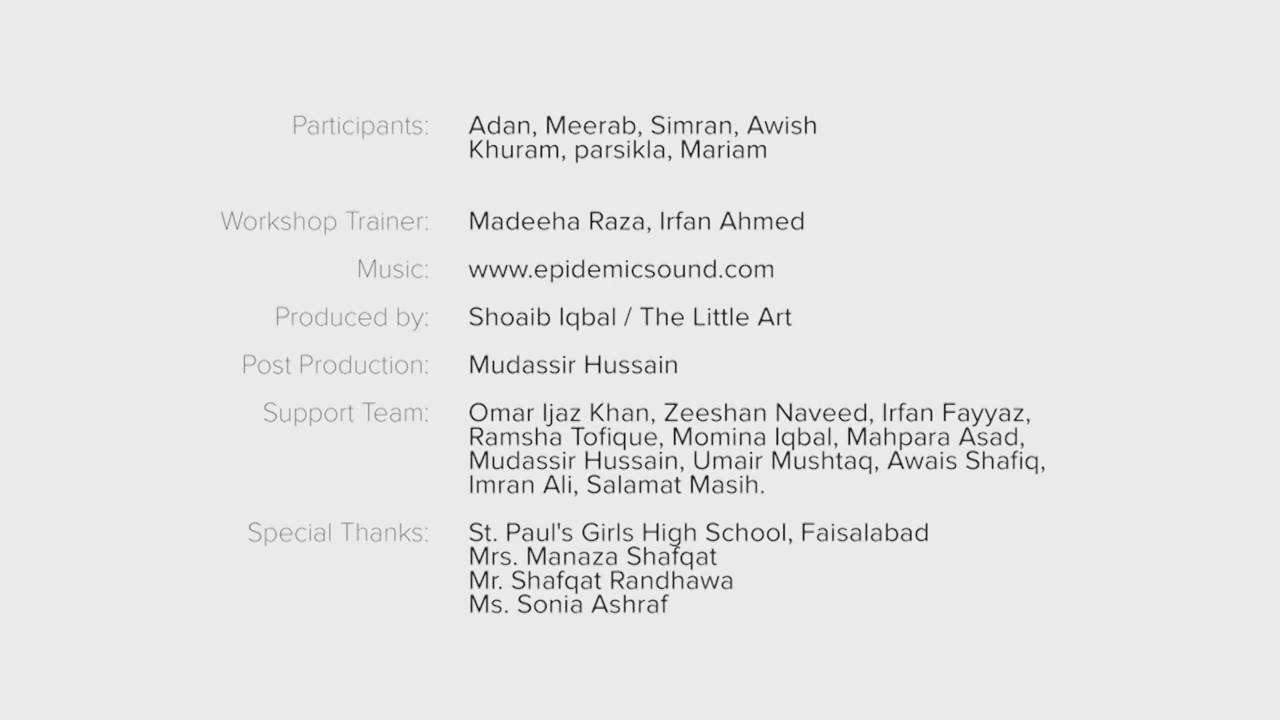 Participants: Adan, Meerab, Simran, Awish
Khuram, parsikla, Mariam
Workshop Trainer: Madeeha Raza, Irfan Ahmed
Music: www.epidemicsound.com
Produced by: Shoaib Iqbal / The Little Art
Post Production: Mudassir Hussain
Support Team: Omar Ijaz Khan, Zeeshan Naveed, Irfan Fayyaz,
Ramsha Tofique, Momina Iqbal, Mahpara Asad,
Mudassir Hussain, Umair Mushtaq, Awais Shafiq,
Imran Ali, Salamat Masih.
Special Thanks: St. Paul's Girls High School, Faisalabad
Mrs. Manaza Shafqat
Mr. Shafqat Randhawa
Ms. Sonia Ashraf